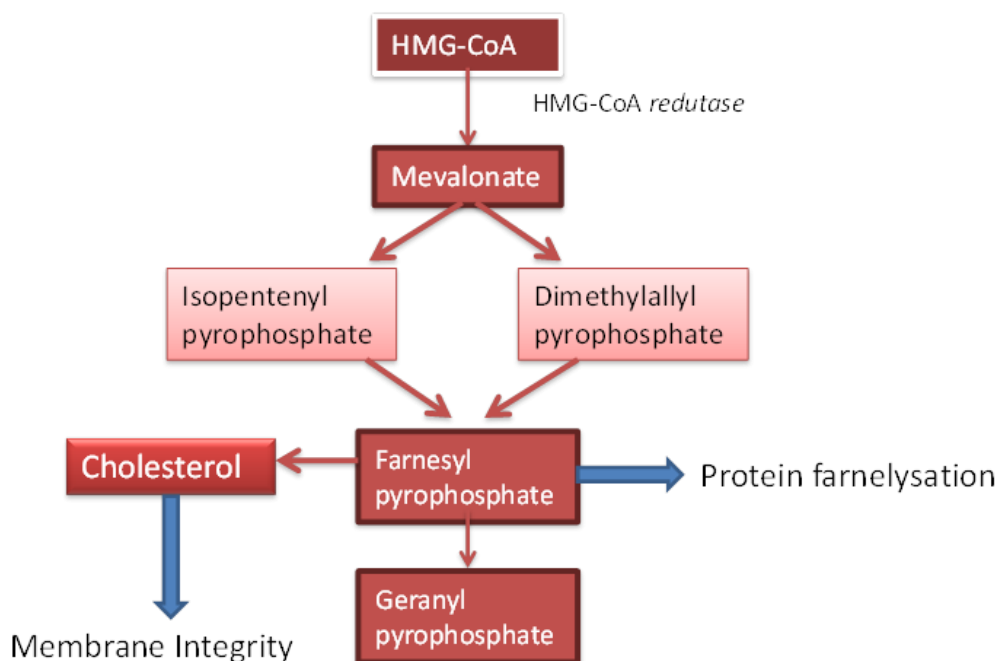 HMG-CoA
HMG-CoA redutase
Mevalonate
Isopentenyl
pyrophosphate
Dimethylallyl
pyrophosphate
Cholesterol
Farnesyl
pyrophosphate
Protein farnelysation
Geranyl
pyrophosphate
Membrane Integrity